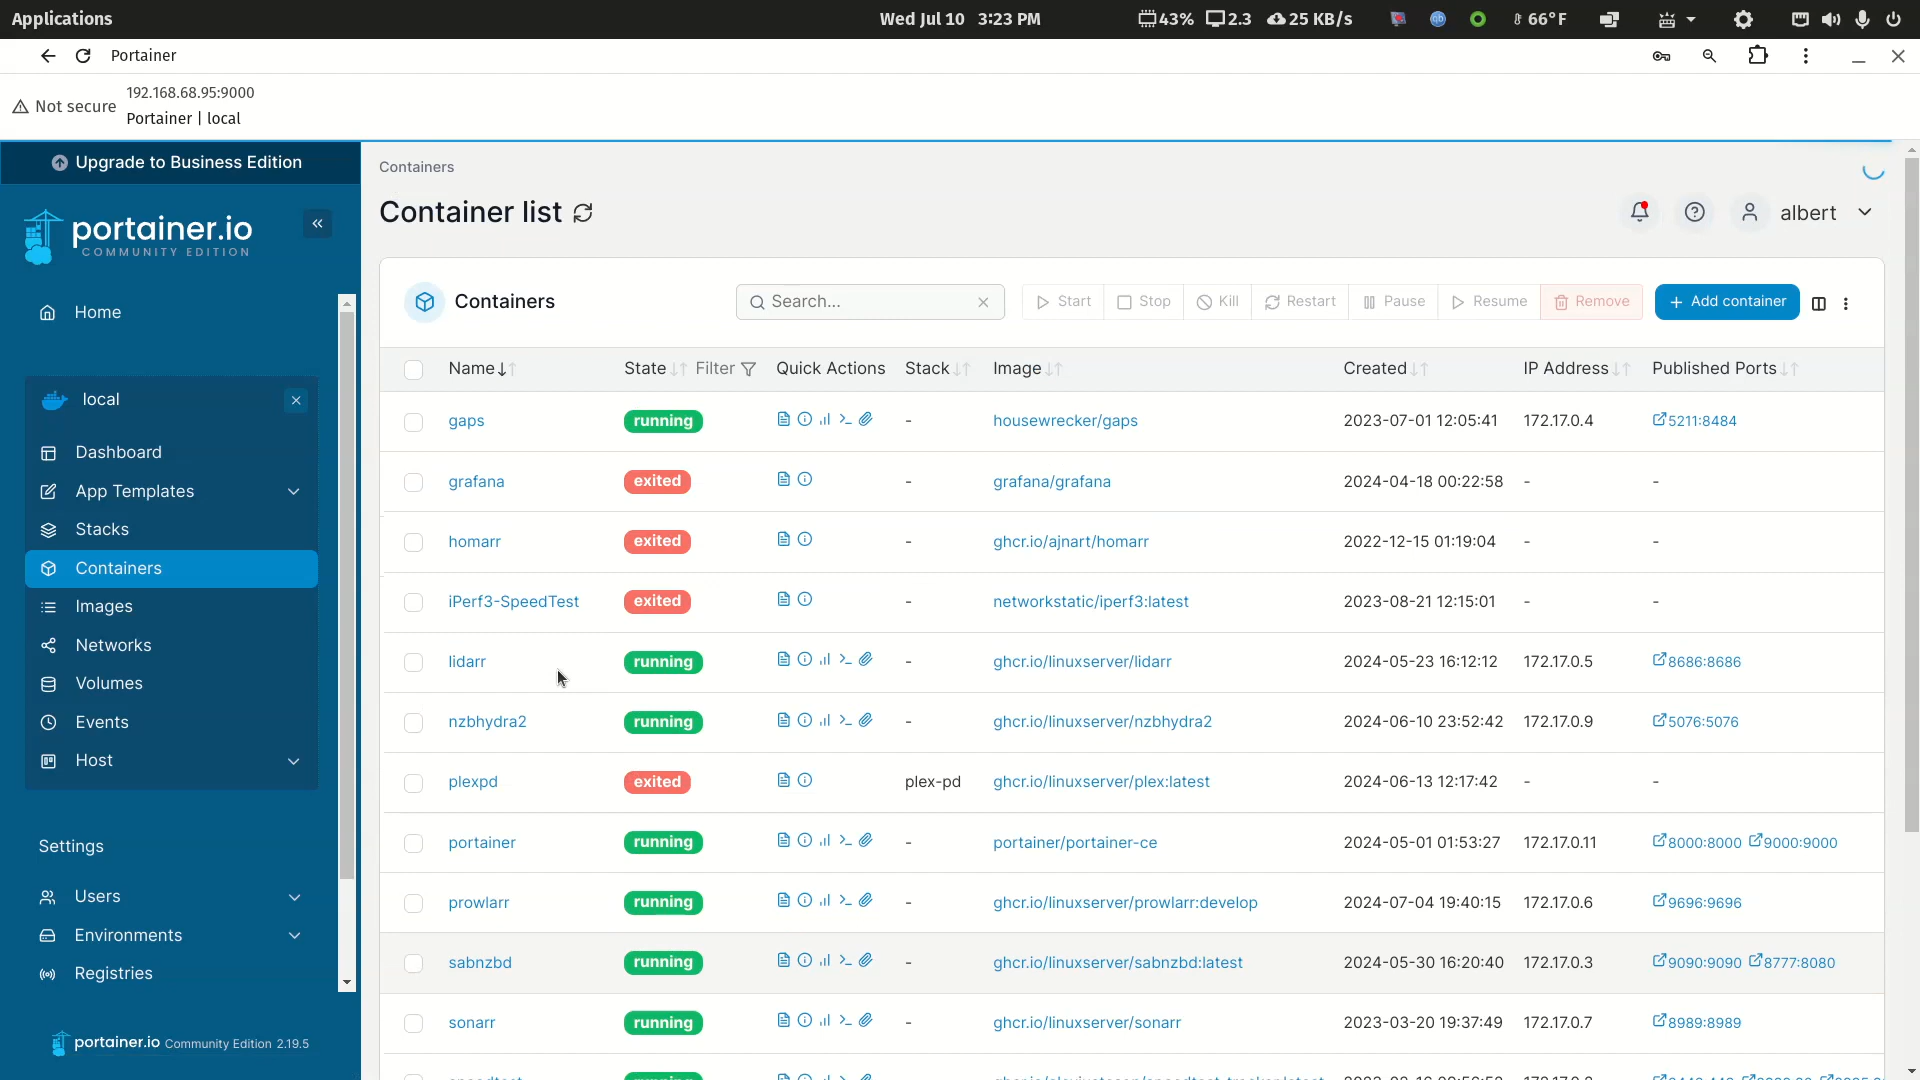 Applications
Wed Jul 10 3:23 PM
43% 2.3 25 KB/s
66°F
Portainer
Not secure
192.168.68.95:9000
Portainer | local
Upgrade to Business Edition
portainer.io
COMMUNITY EDITION
Home
local
Dashboard
App Templates
Stacks
Containers
Images
Networks
Volumes
Events
Host
Settings
Users
Environments
Registries
portainer.io Community Edition 2.19.5
Containers
Container list
albert
Containers
Search...
Start Stop Kill Restart Pause Resume Remove
+ Add container
Name State Filter Quick Actions Stack Image Created IP Address Published Ports
gaps running - housewrecker/gaps 2023-07-01 12:05:41 172.17.0.4 5211:8484
grafana exited - grafana/grafana 2024-04-18 00:22:58 - -
homarr exited - ghcr.io/ajnart/homarr 2022-12-15 01:19:04 - -
iPerf3-SpeedTest exited - networkstatic/iperf3:latest 2023-08-21 12:15:01 - -
lidarr running - ghcr.io/linuxserver/lidarr 2024-05-23 16:12:12 172.17.0.5 8686:8686
nzbhydra2 running - ghcr.io/linuxserver/nzbhydra2 2024-06-10 23:52:42 172.17.0.9 5076:5076
plexpd exited plex-pd ghcr.io/linuxserver/plex:latest 2024-06-13 12:17:42 - -
portainer running - portainer/portainer-ce 2024-05-01 01:53:27 172.17.0.11 8000:8000 9000:9000
prowlarr running - ghcr.io/linuxserver/prowlarr:develop 2024-07-04 19:40:15 172.17.0.6 9696:9696
sabnzbd running - ghcr.io/linuxserver/sabnzbd:latest 2024-05-30 16:20:40 172.17.0.3 9090:9090 8777:8080
sonarr running - ghcr.io/linuxserver/sonarr 2023-03-20 19:37:49 172.17.0.7 8989:8989